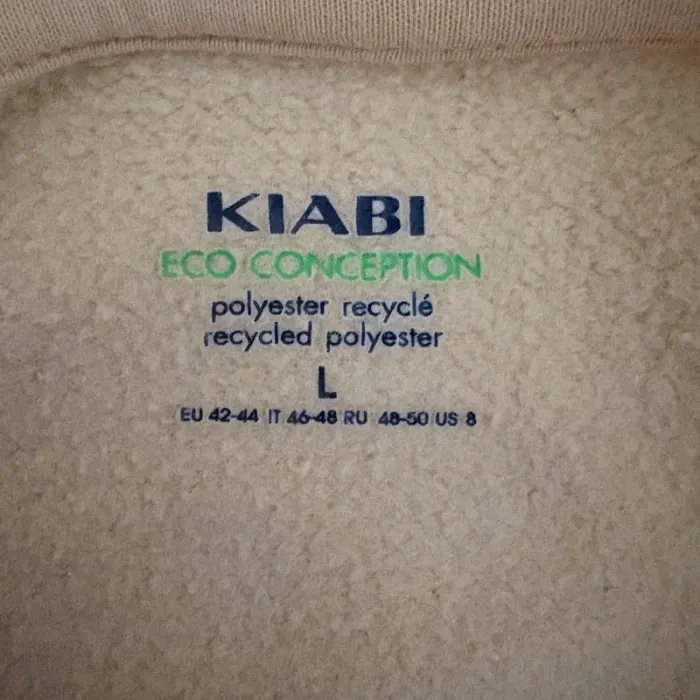 KIABI
ECO CONCEPTION
polyester recyclé
recycled polyester
L
EU 42-44 IT 46-48 RU 48-50 US 8